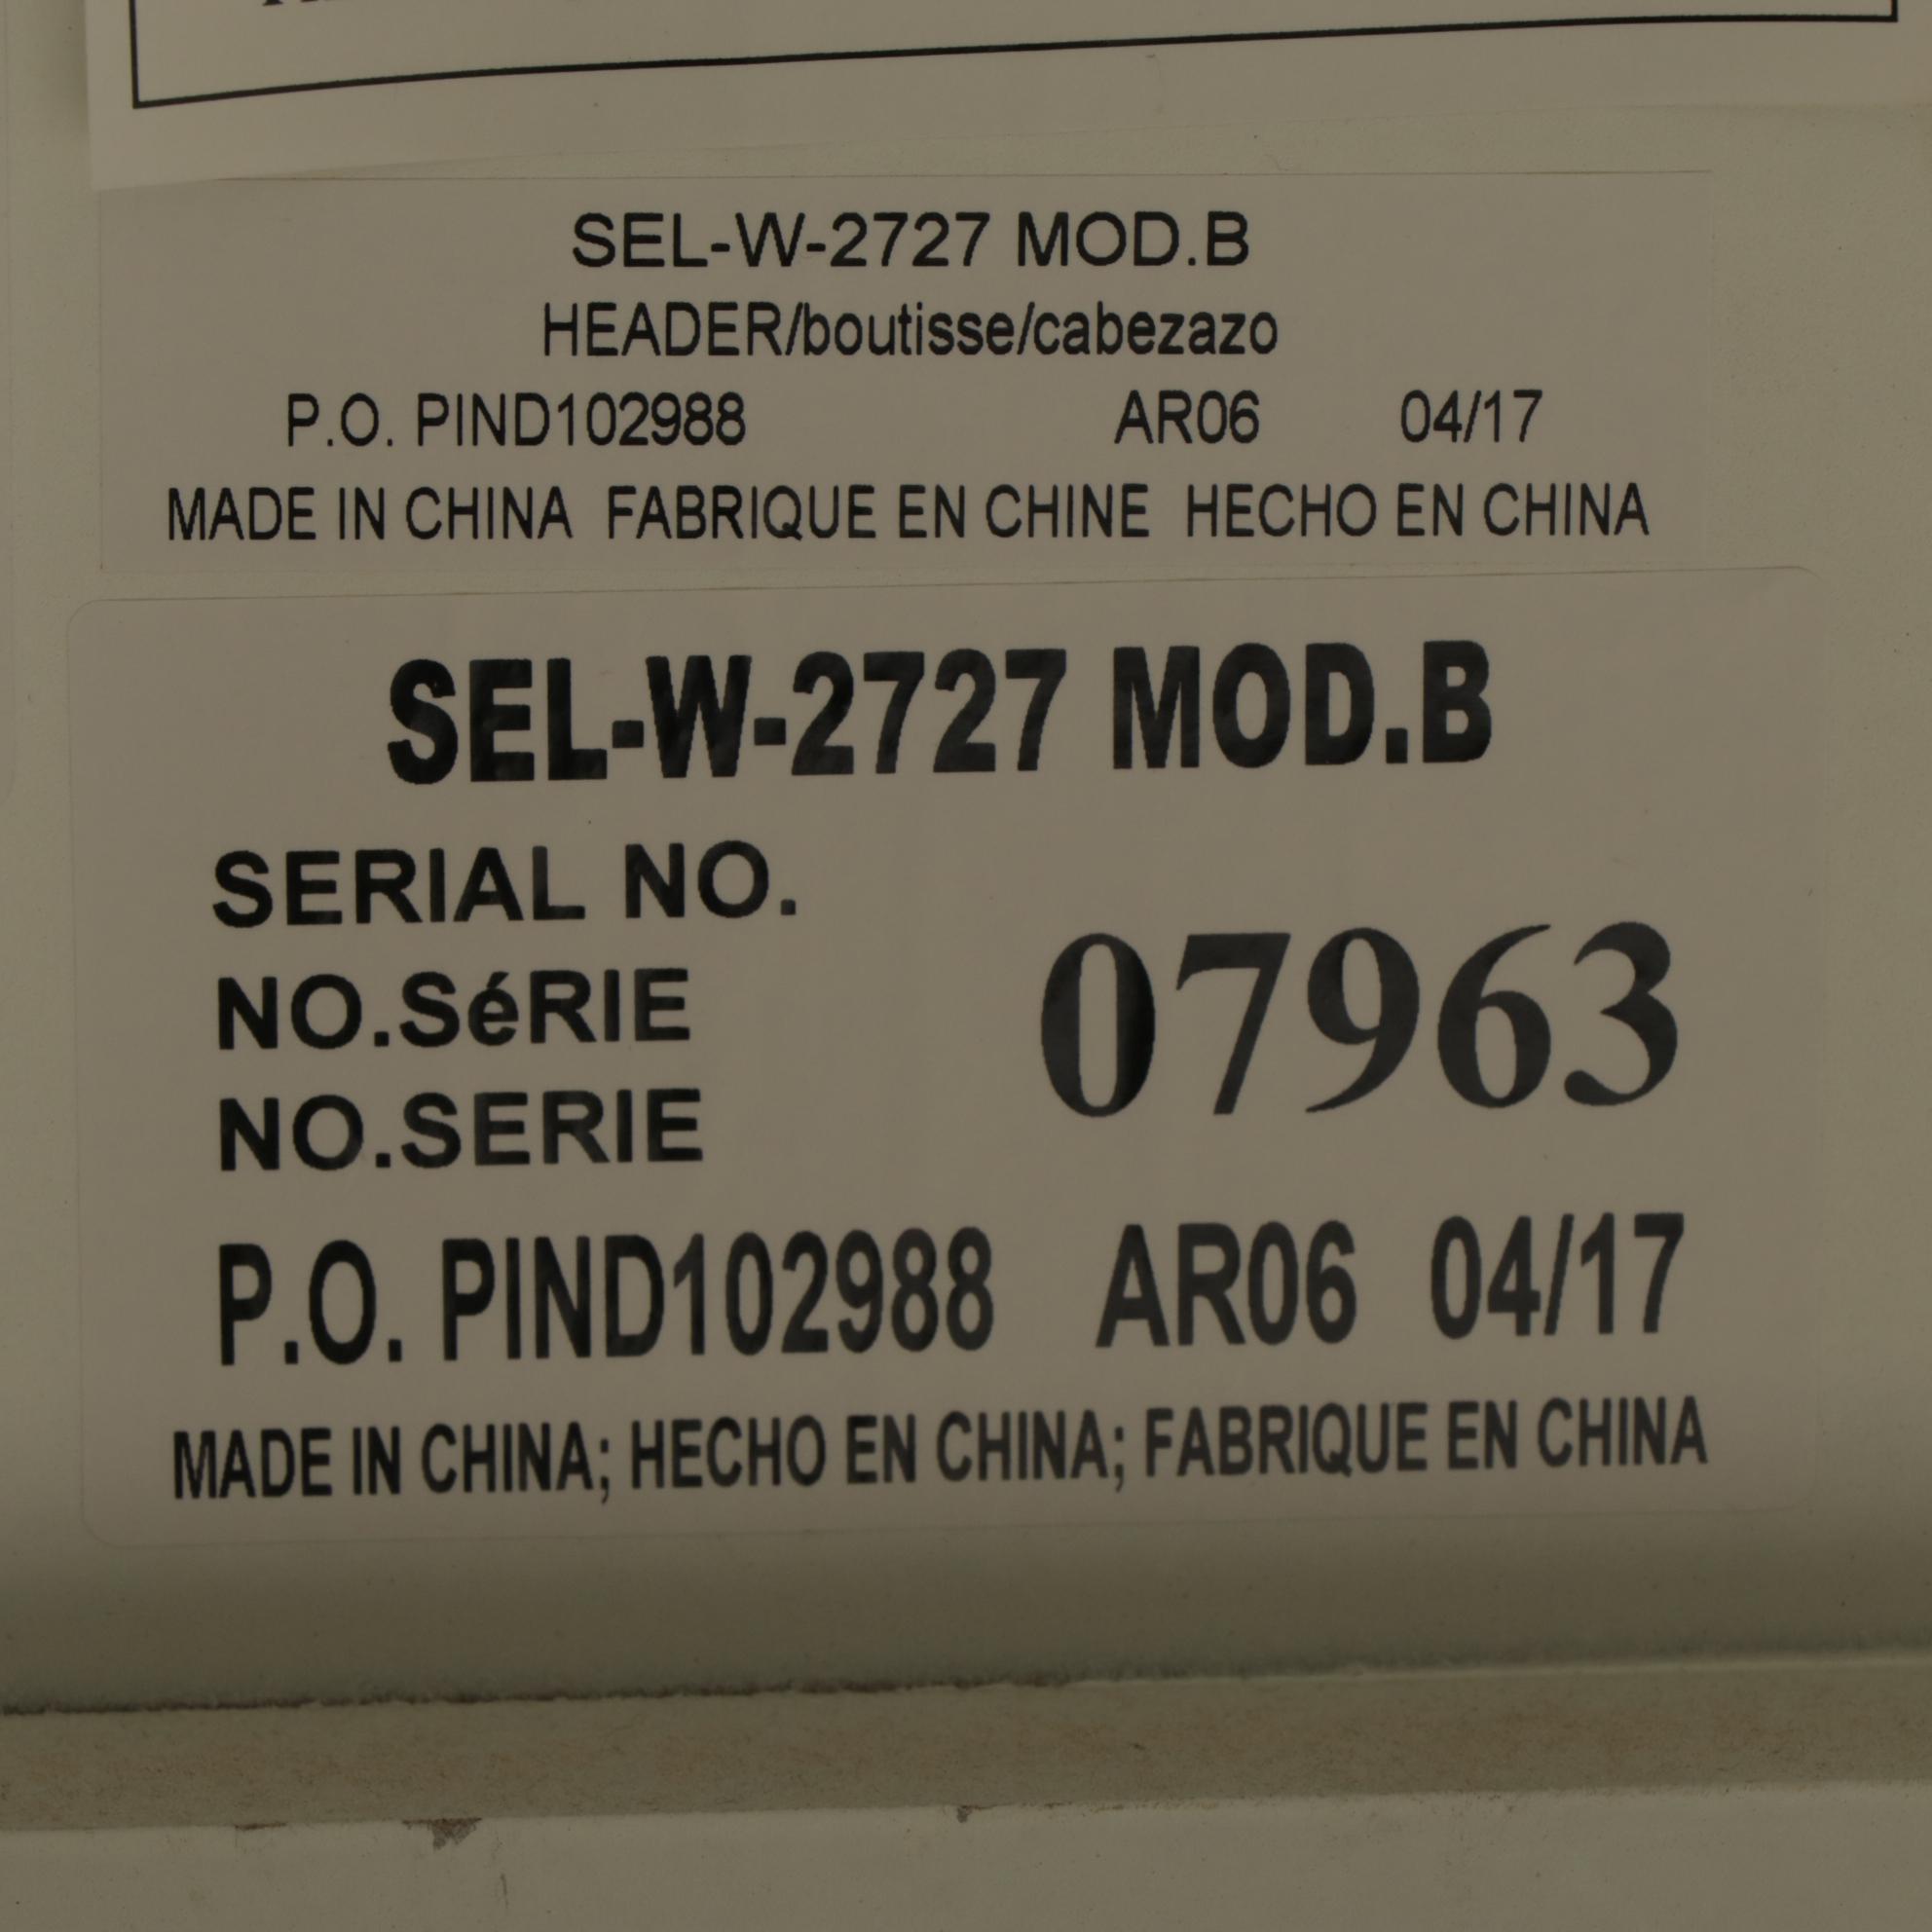 SEL-W-2727 MOD.B
HEADER/boutisse/cabezazo
P.O. PIND102988 AR06 04/17
MADE IN CHINA FABRIQUE EN CHINE HECHO EN CHINA
SEL-W-2727 MOD.B
SERIAL NO.
NO.SéRIE
NO.SERIE
07963
P.O. PIND102988 AR06 04/17
MADE IN CHINA; HECHO EN CHINA; FABRIQUE EN CHINA